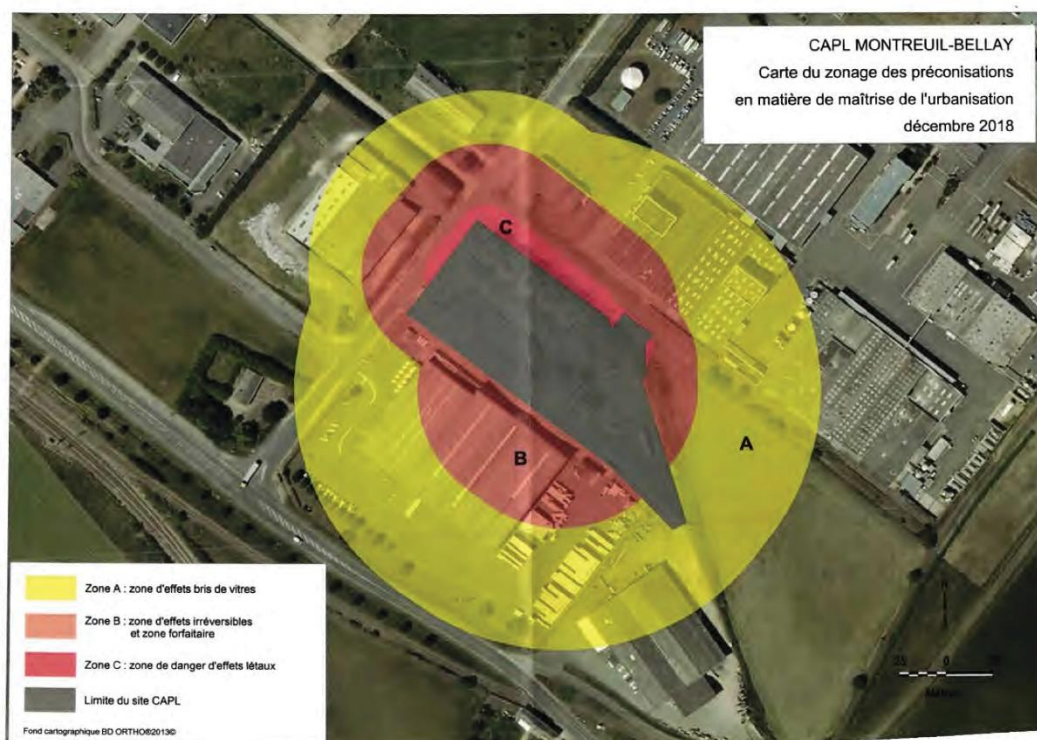 CAPL MONTREUIL-BELLAY
Carte du zonage des préconisations
en matière de maîtrise de l'urbanisation
décembre 2018
C
A
B
Zone A : zone d'effets bris de vitres
Zone B : zone d'effets irréversibles
et zone forfaitaire
Zone C : zone de danger d'effets létaux
Limite du site CAPL
25 0
Fond cartographique BD ORTHO®2013©